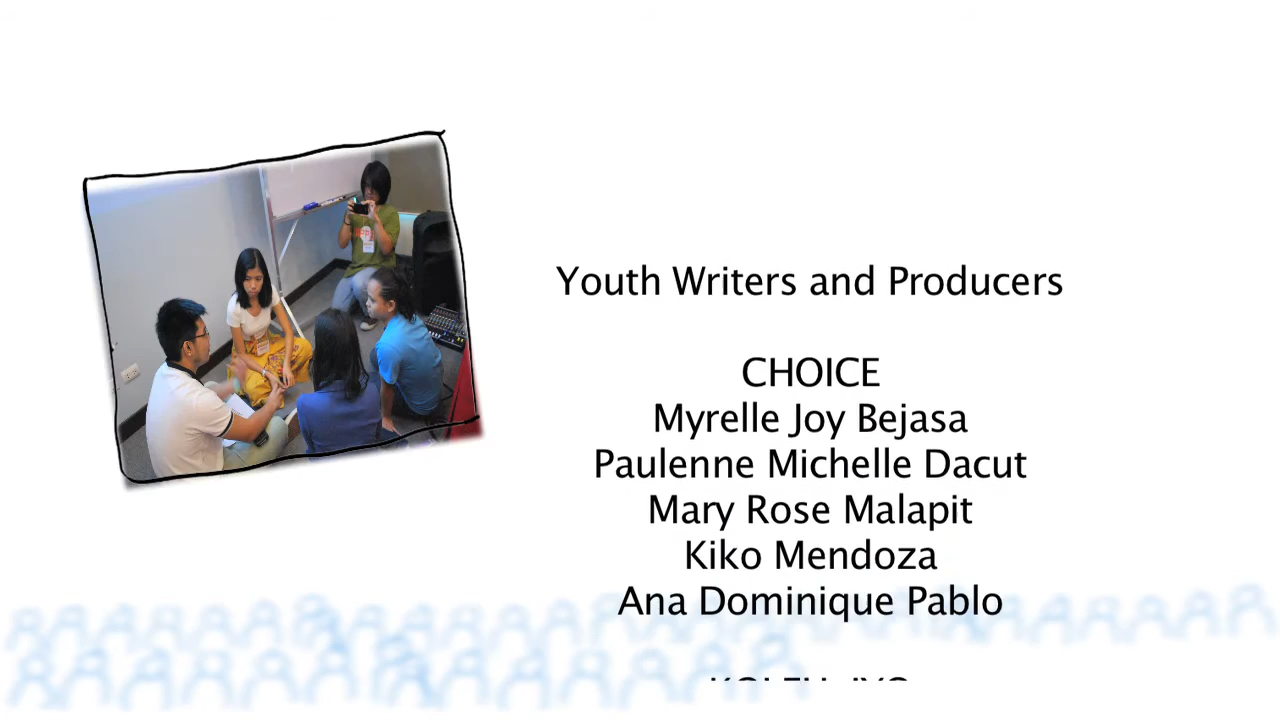 Youth Writers and Producers
CHOICE
Myrelle Joy Bejasa
Paulenne Michelle Dacut
Mary Rose Malapit
Kiko Mendoza
Ana Dominique Pablo